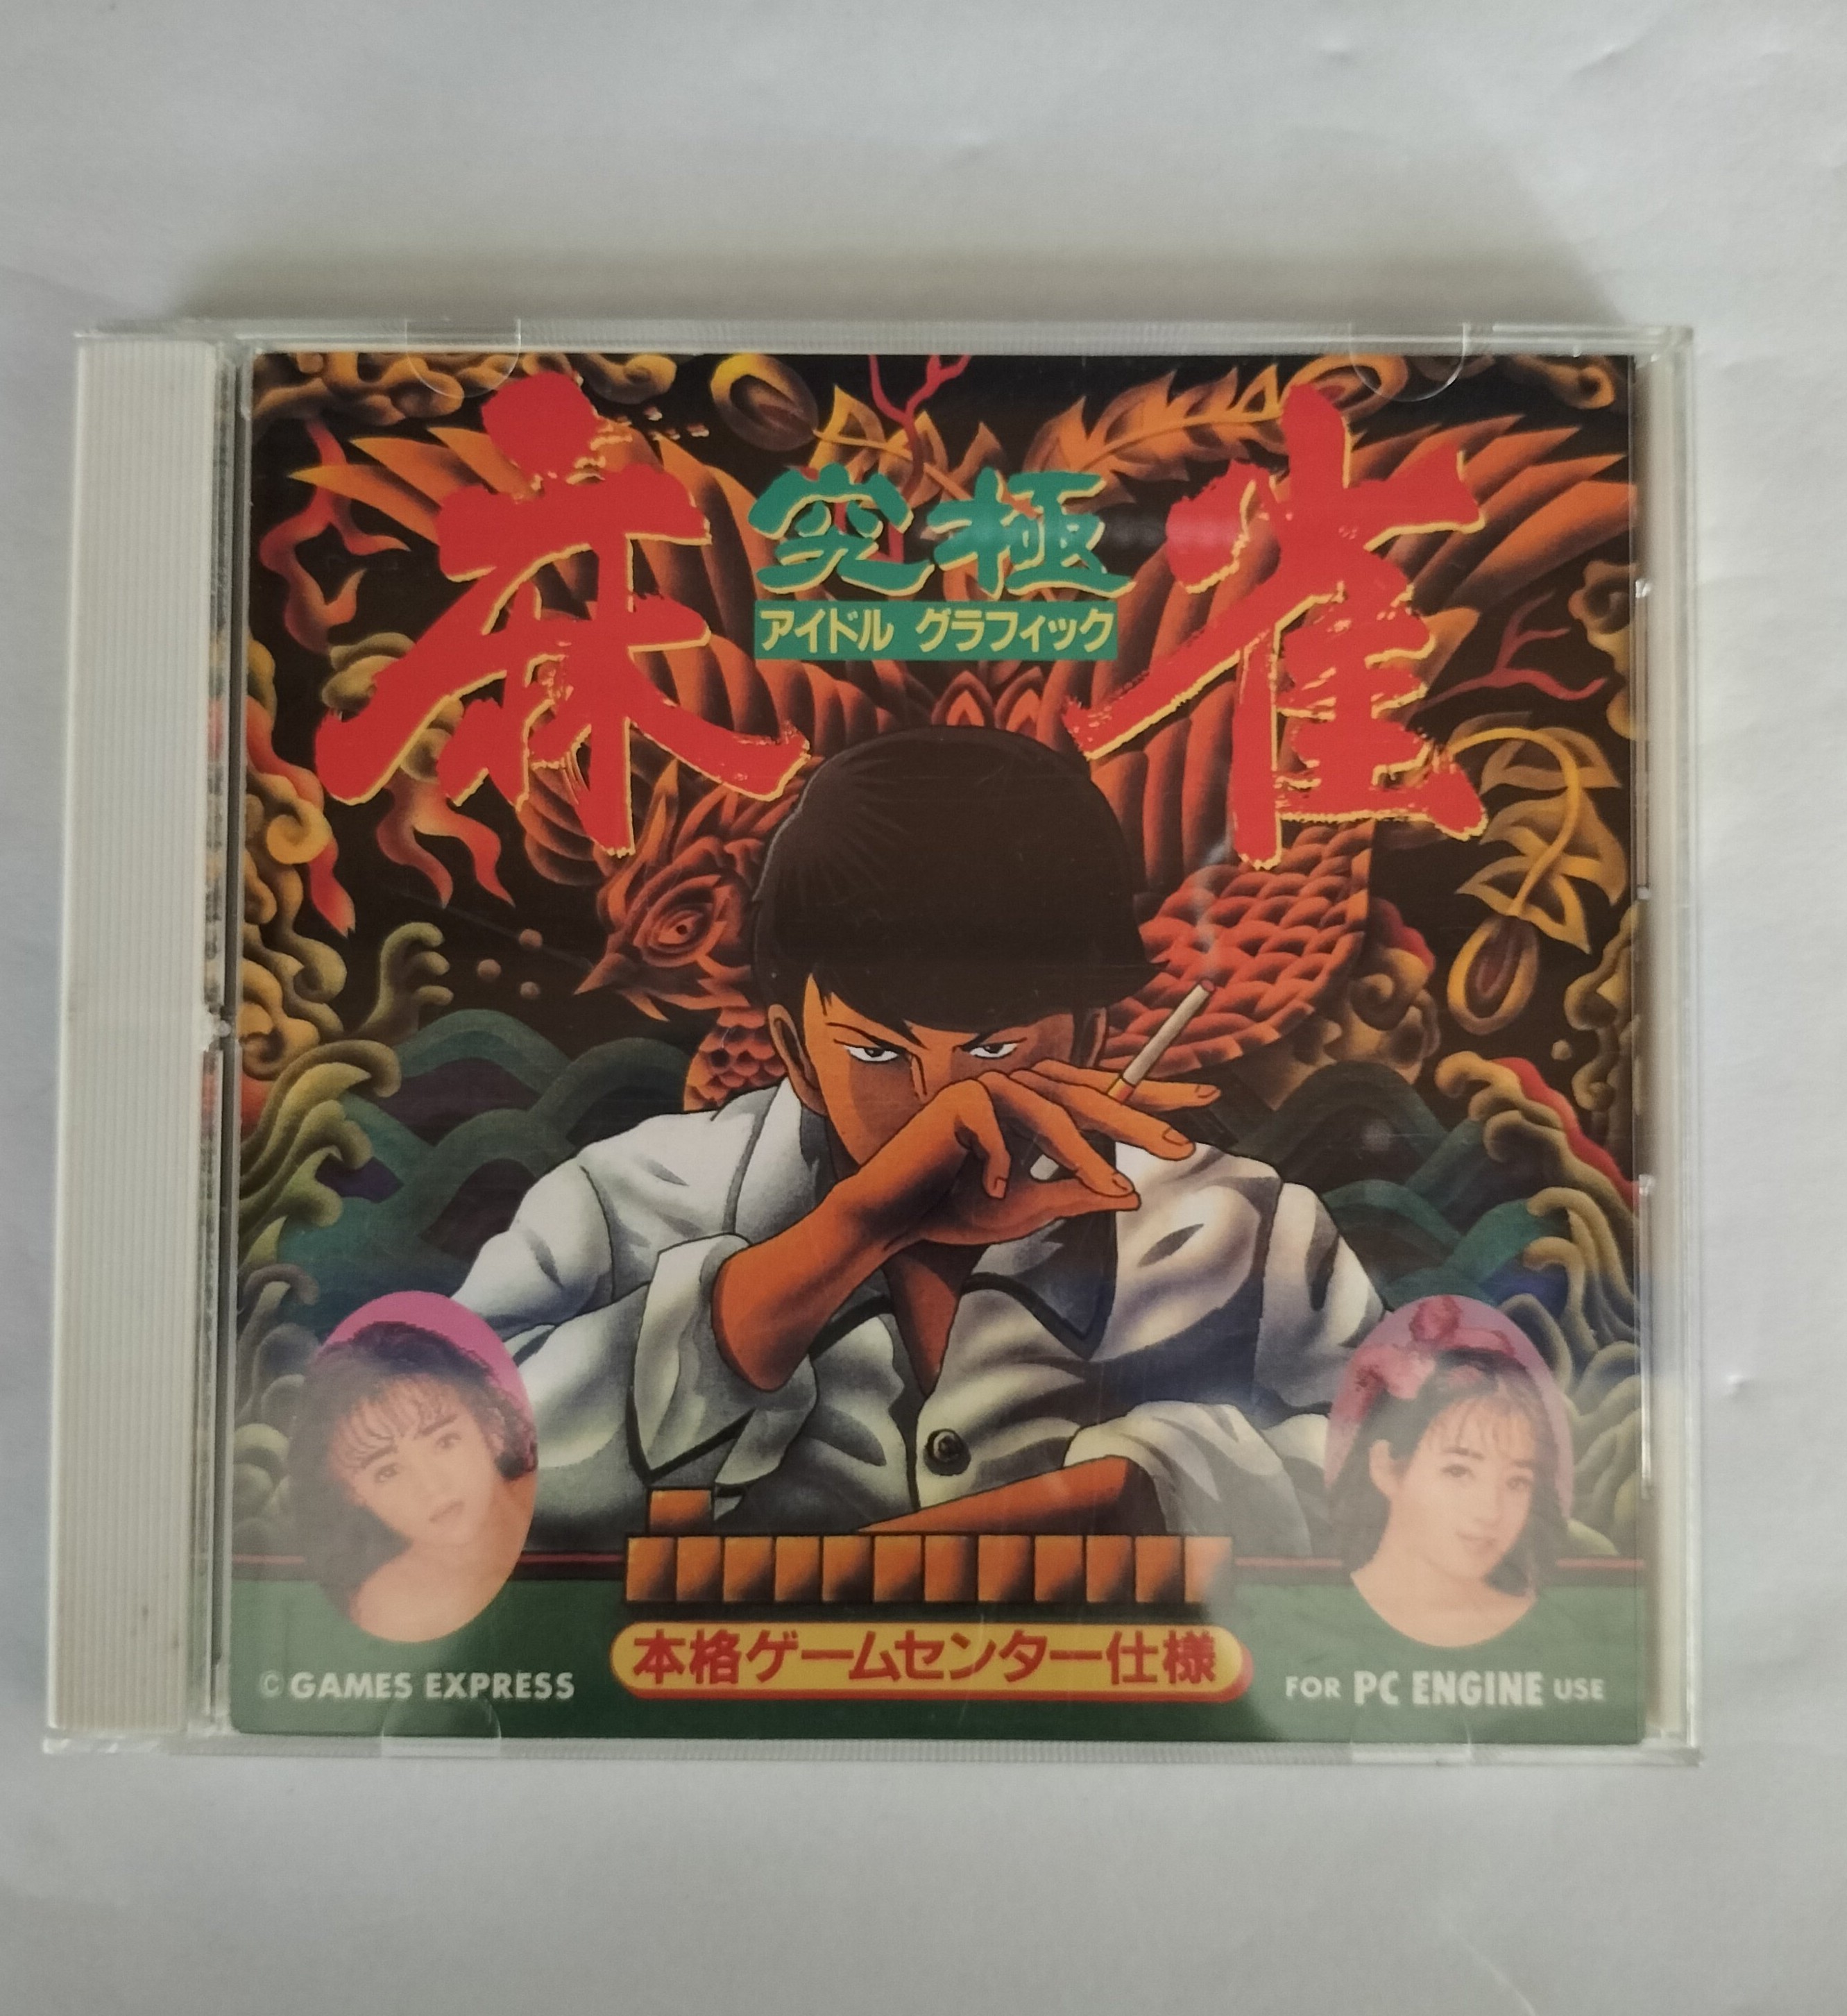 究極
麻雀
アイドル グラフィック
本格ゲームセンター仕様
© GAMES EXPRESS
FOR PC ENGINE USE